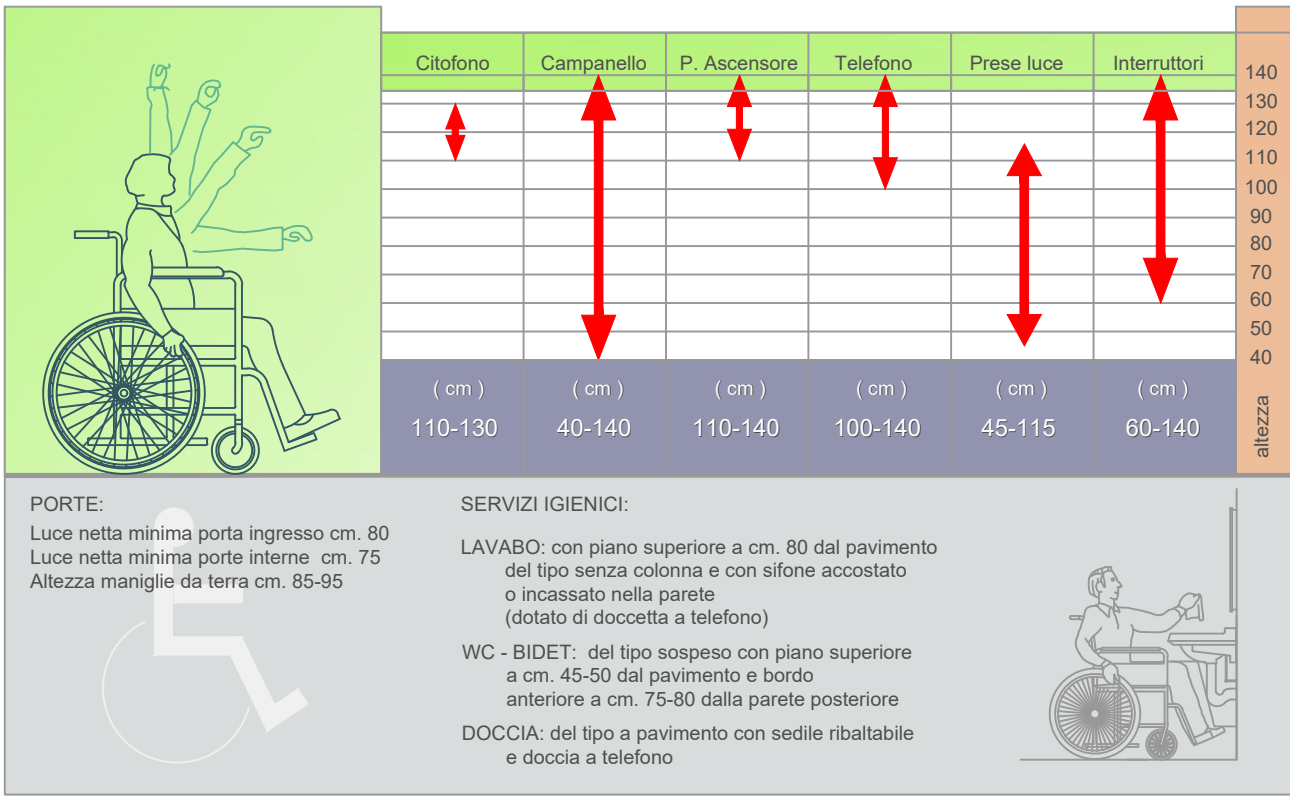 Citofono Campanello P. Ascensore Telefono Prese luce Interruttori
140
130
120
110
100
90
80
70
60
50
40
altezza
( cm ) ( cm ) ( cm ) ( cm ) ( cm ) ( cm )
110-130 40-140 110-140 100-140 45-115 60-140
PORTE:
Luce netta minima porta ingresso cm. 80
Luce netta minima porte interne cm. 75
Altezza maniglie da terra cm. 85-95
SERVIZI IGIENICI:
LAVABO: con piano superiore a cm. 80 dal pavimento
del tipo senza colonna e con sifone accostato
o incassato nella parete
(dotato di doccetta a telefono)
WC - BIDET: del tipo sospeso con piano superiore
a cm. 45-50 dal pavimento e bordo
anteriore a cm. 75-80 dalla parete posteriore
DOCCIA: del tipo a pavimento con sedile ribaltabile
e doccia a telefono